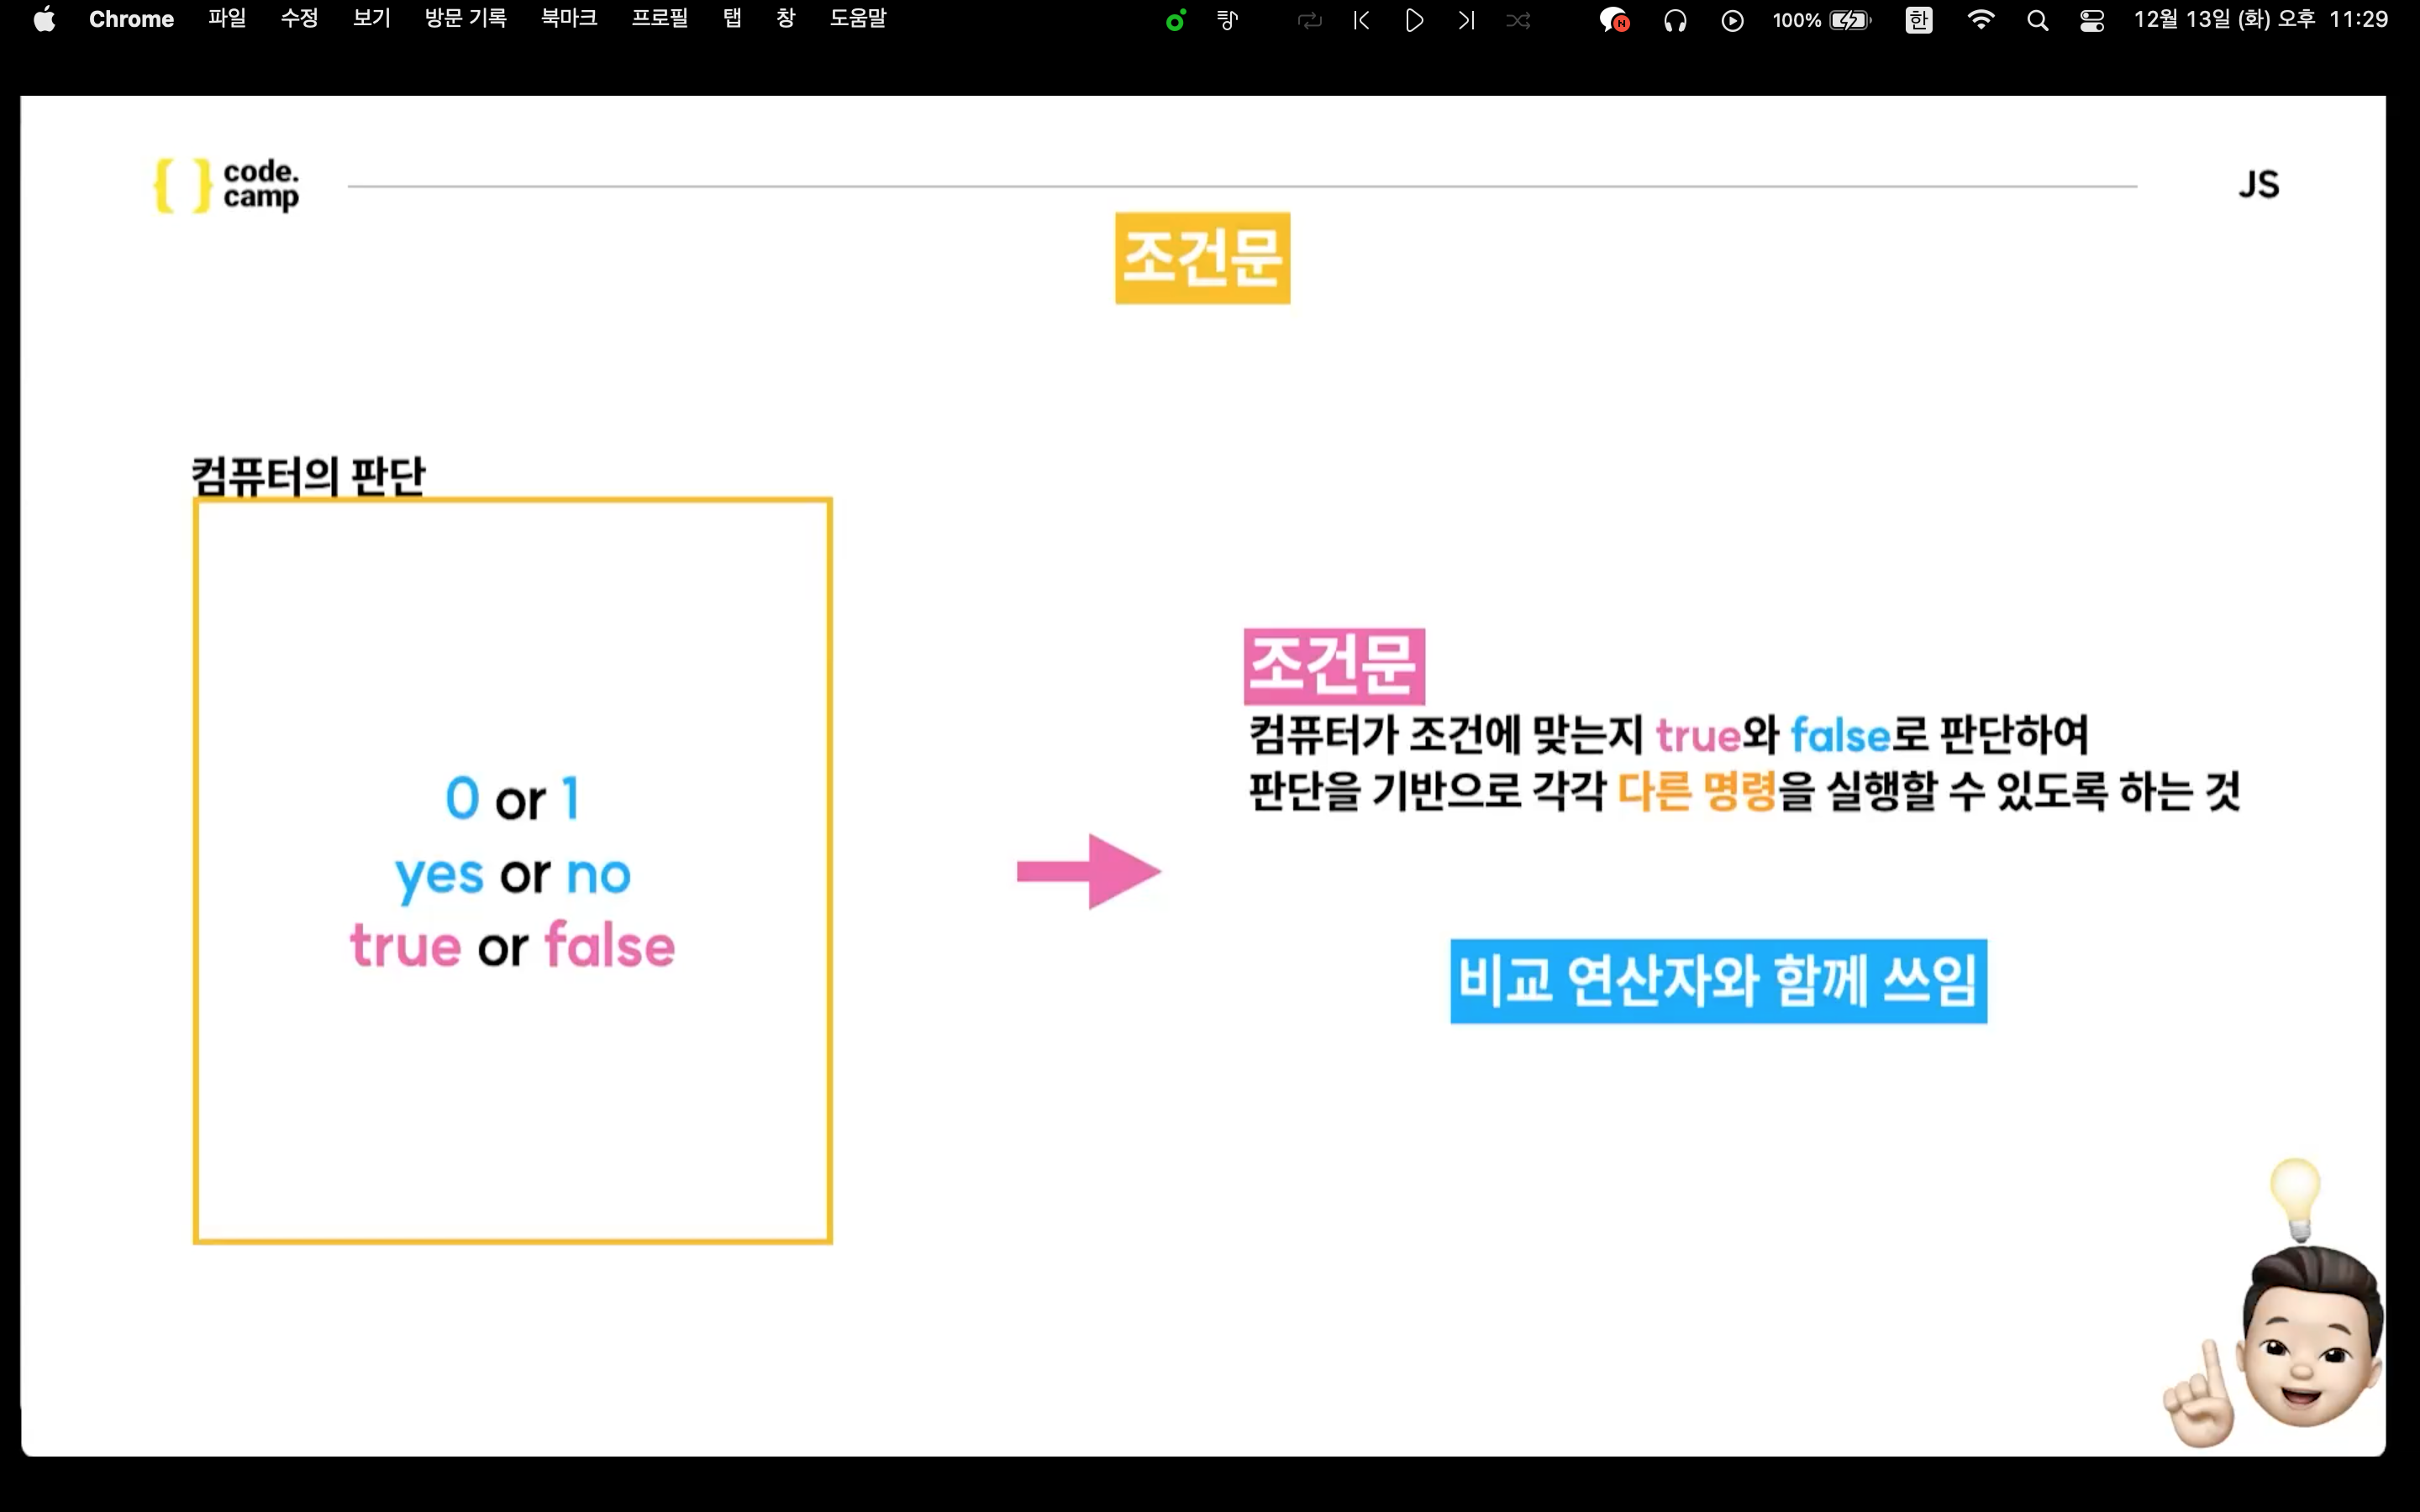 Chrome 파일 수정 보기 방문 기록 북마크 프로필 탭 창 도움말 N 100% 한 12월 13일 (화) 오후 11:29
{ } code.
camp
JS
조건문
컴퓨터의 판단
0 or 1
yes or no
true or false
조건문
컴퓨터가 조건에 맞는지 true와 false로 판단하여
판단을 기반으로 각각 다른 명령을 실행할 수 있도록 하는 것
비교 연산자와 함께 쓰임